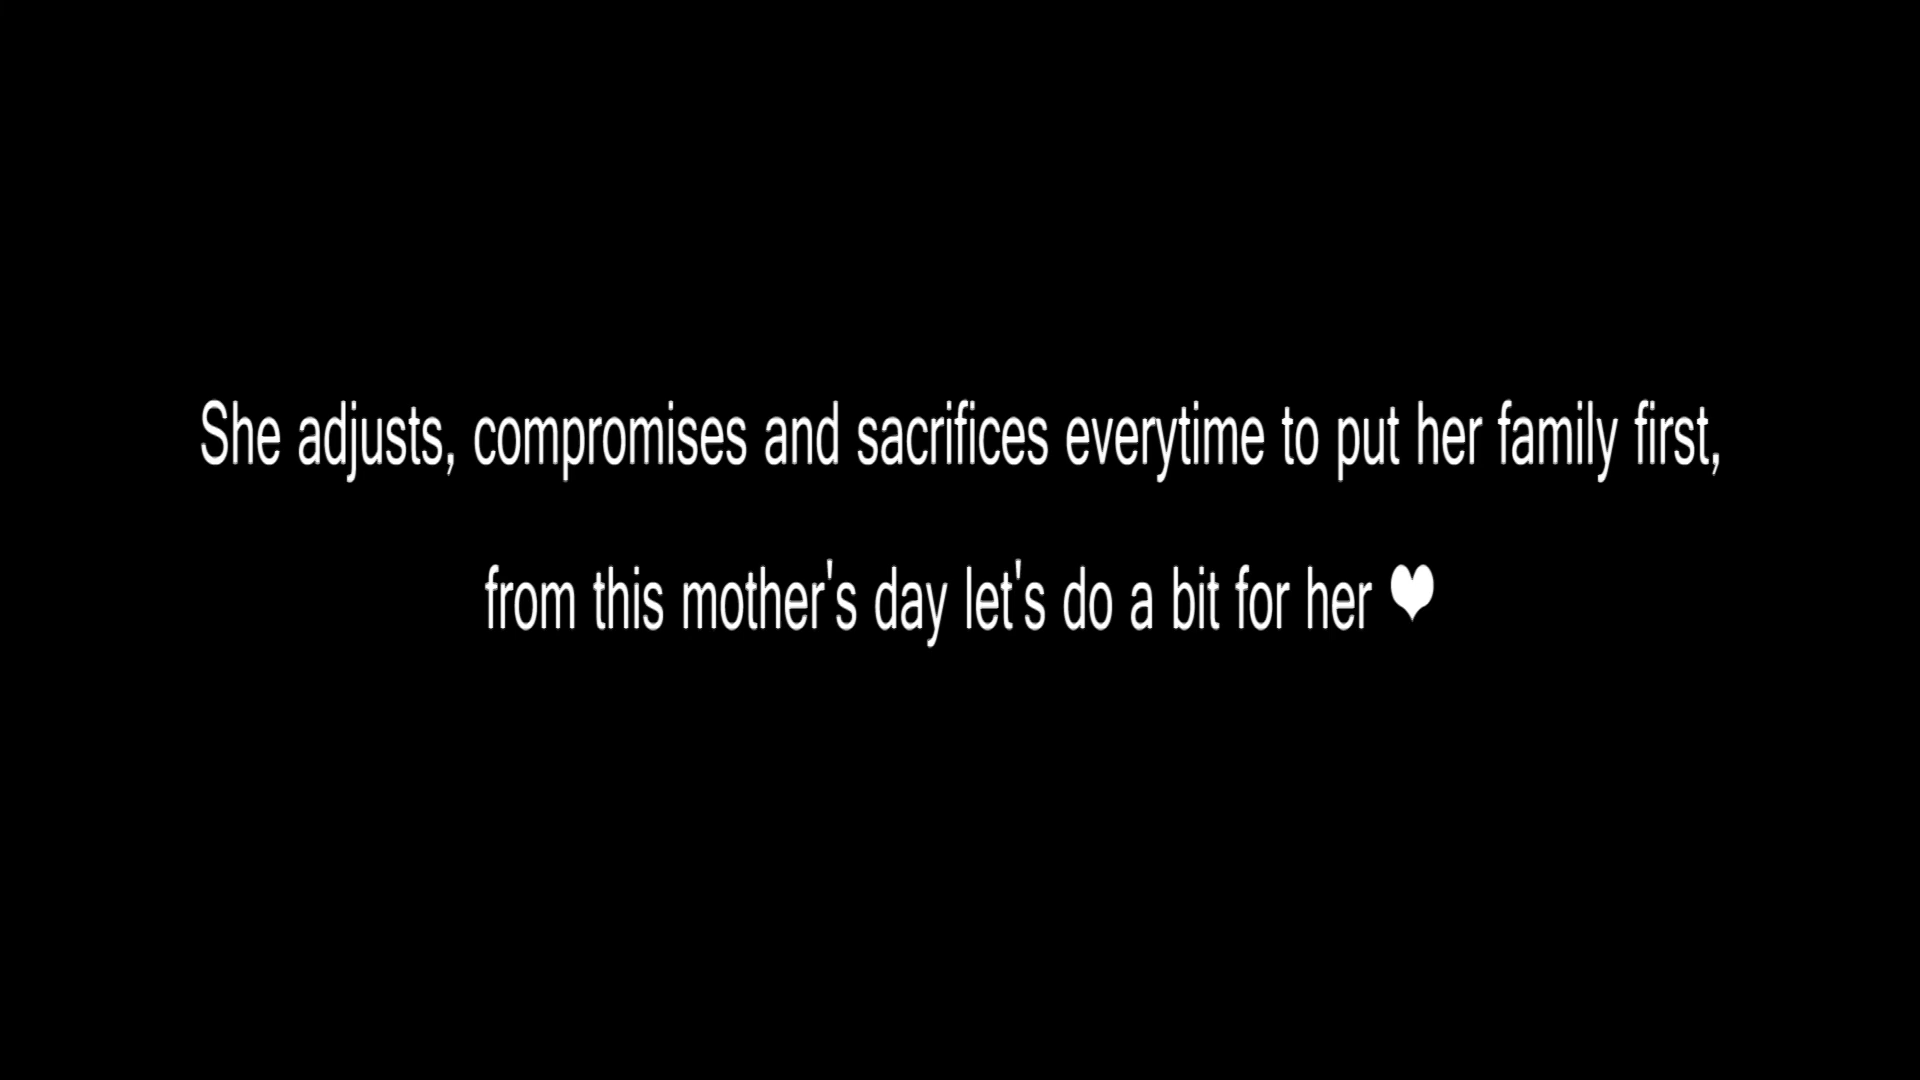 She adjusts, compromises and sacrifices everytime to put her family first,
from this mother's day let's do a bit for her ♥